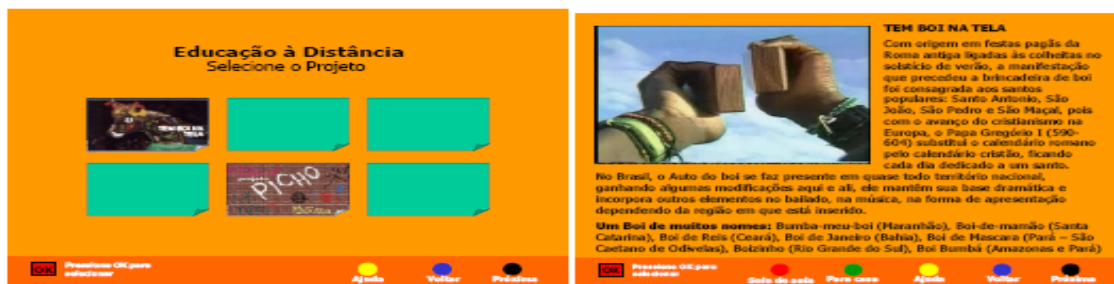 Educação à Distância
Selecione o Projeto
TEM BOI NA
TELA
PICHO
OK
Pressione OK para
selecionar
Ajuda
Voltar
Próxima
TEM BOI NA TELA
Com origem em festas pagãs da
Roma antiga ligadas às colheitas no
solstício de verão, a manifestação
que precedeu a brincadeira de boi
foi consagrada aos santos
populares: Santo Antonio, São
João, São Pedro e São Maçal, pois
com o avanço do cristianismo na
Europa, o Papa Gregório I (590-
604) substitui o calendário romano
pelo calendário cristão, ficando
cada dia dedicado a um santo.
No Brasil, o Auto do boi se faz presente em quase todo território nacional,
ganhando algumas modificações aqui e ali, ele mantêm sua base dramática e
incorpora outros elementos no bailado, na música, na forma de apresentação
dependendo da região em que está inserido.
Um Boi de muitos nomes: Bumba-meu-boi (Maranhão), Boi-de-mamão (Santa
Catarina), Boi de Reis (Ceará), Boi de Janeiro (Bahia), Boi de Mascara (Pará – São
Caetano de Odivelas), Boizinho (Rio Grande do Sul), Boi Bumbá (Amazonas e Pará)
OK
Pressione OK para
selecionar
Sala de aula
Para casa
Ajuda
Voltar
Próxima